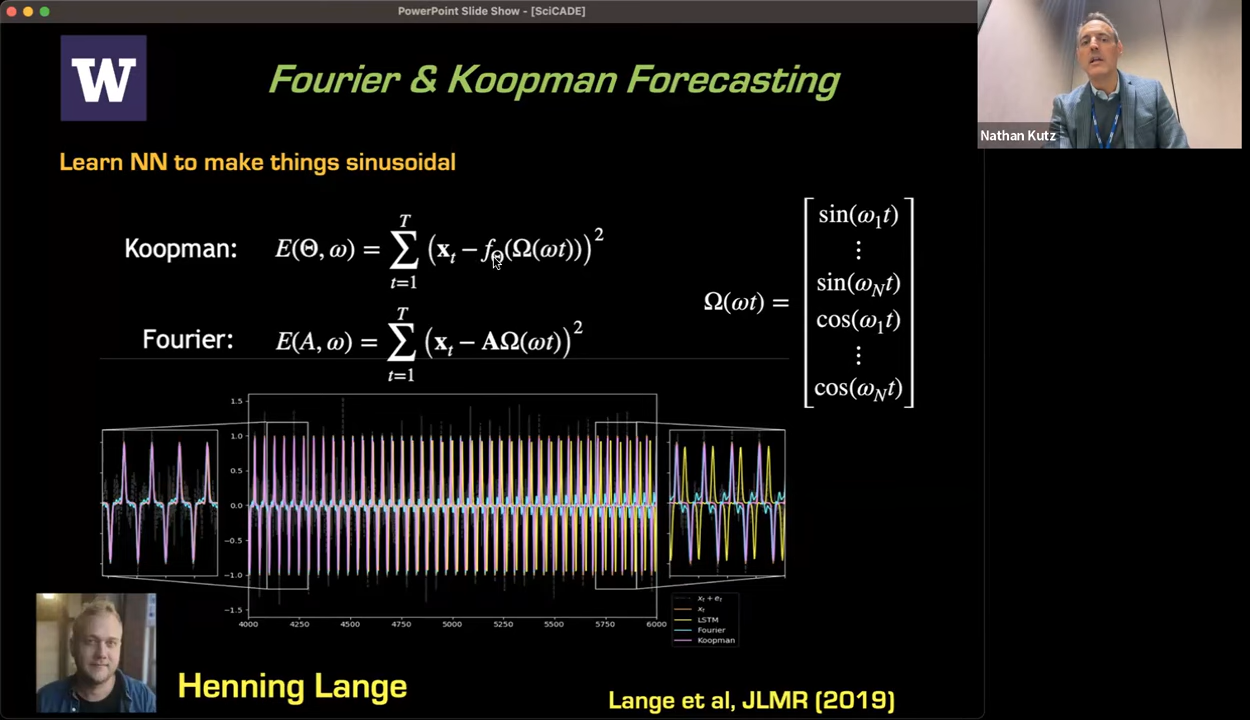 PowerPoint Slide Show - [SciCADE]
W
Fourier & Koopman Forecasting
Nathan Kutz
Learn NN to make things sinusoidal
Koopman: E(Θ, ω) = ∑_{t=1}^{T} (x_t − f_Θ(Ω(ωt)))^2
Fourier: E(A, ω) = ∑_{t=1}^{T} (x_t − AΩ(ωt))^2
Ω(ωt) =
sin(ω_1 t)
⋮
sin(ω_N t)
cos(ω_1 t)
⋮
cos(ω_N t)
1.5
1.0
0.5
0.0
−0.5
−1.0
−1.5
4000 4250 4500 4750 5000 5250 5500 5750 6000
x_t + e_t
x_t
LSTM
Fourier
Koopman
Henning Lange
Lange et al, JLMR (2019)